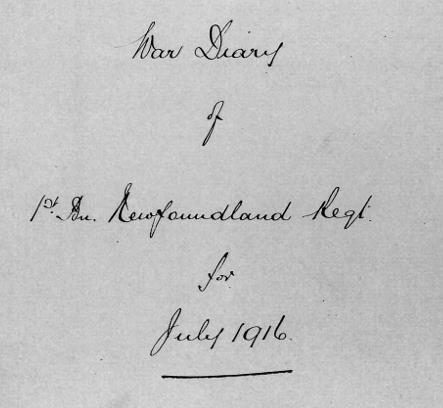 War Diary
of
1st. Bn. Newfoundland Regt.
for
July 1916.